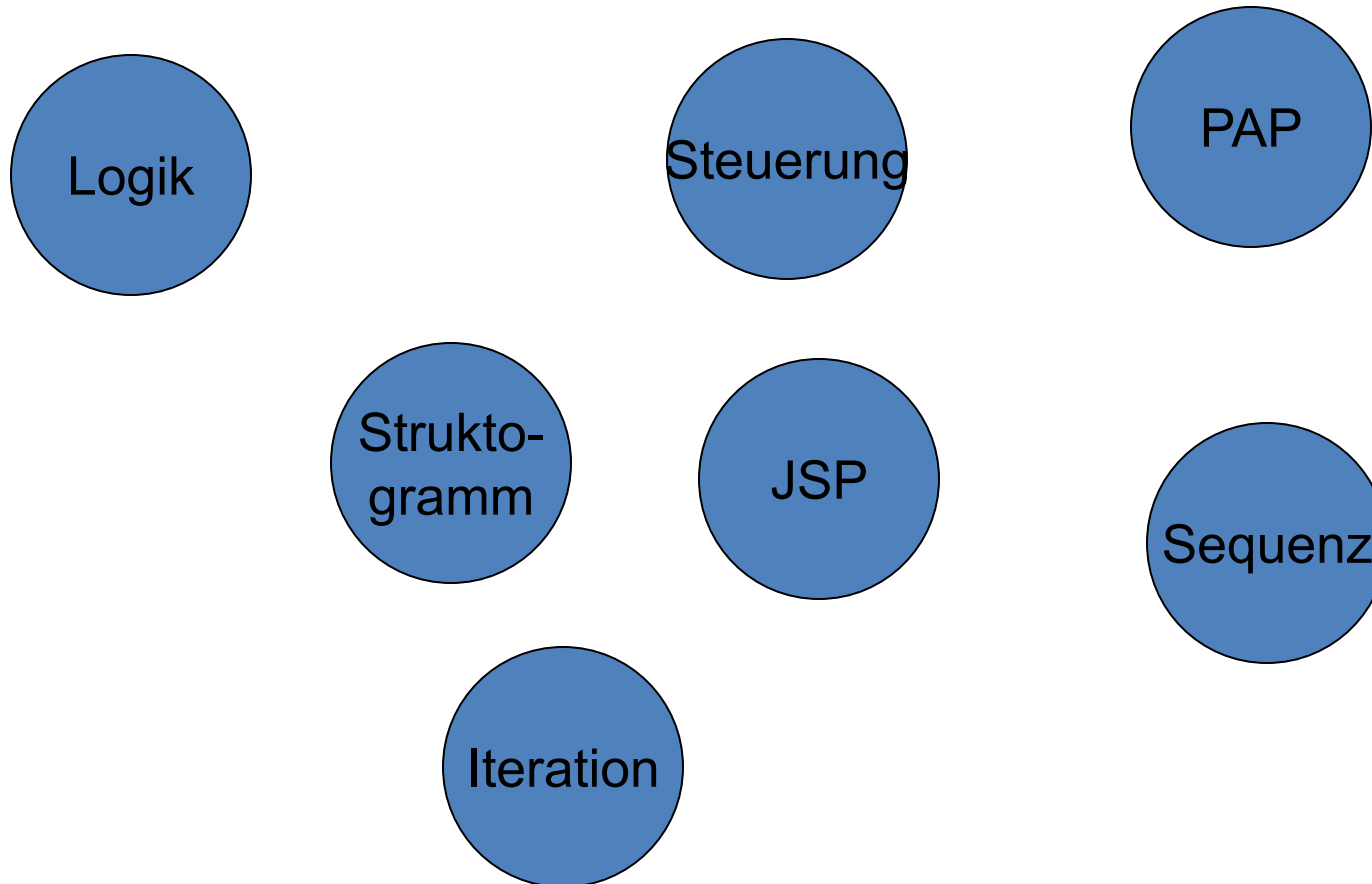 Logik
Steuerung
PAP
Strukto-
gramm
JSP
Sequenz
Iteration